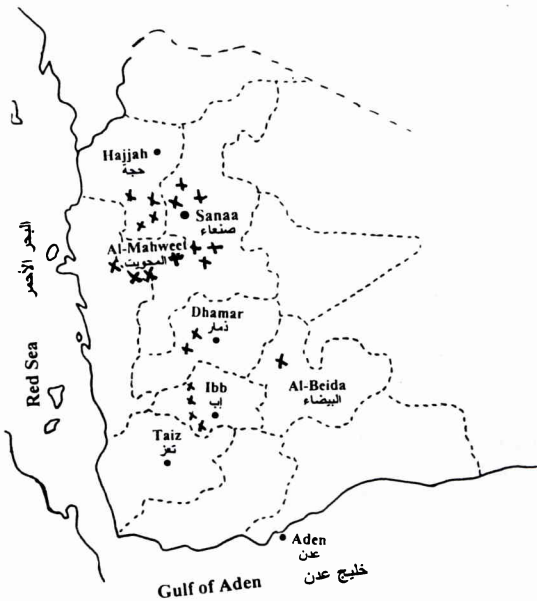 Hajjah
حجة
Sanaa
صنعاء
Al-Mahweel
المحويت
البحر الأحمر
Red Sea
Dhamar
ذمار
Ibb
إب
Al-Beida
البيضاء
Taiz
تعز
Aden
عدن
Gulf of Aden
خليج عدن